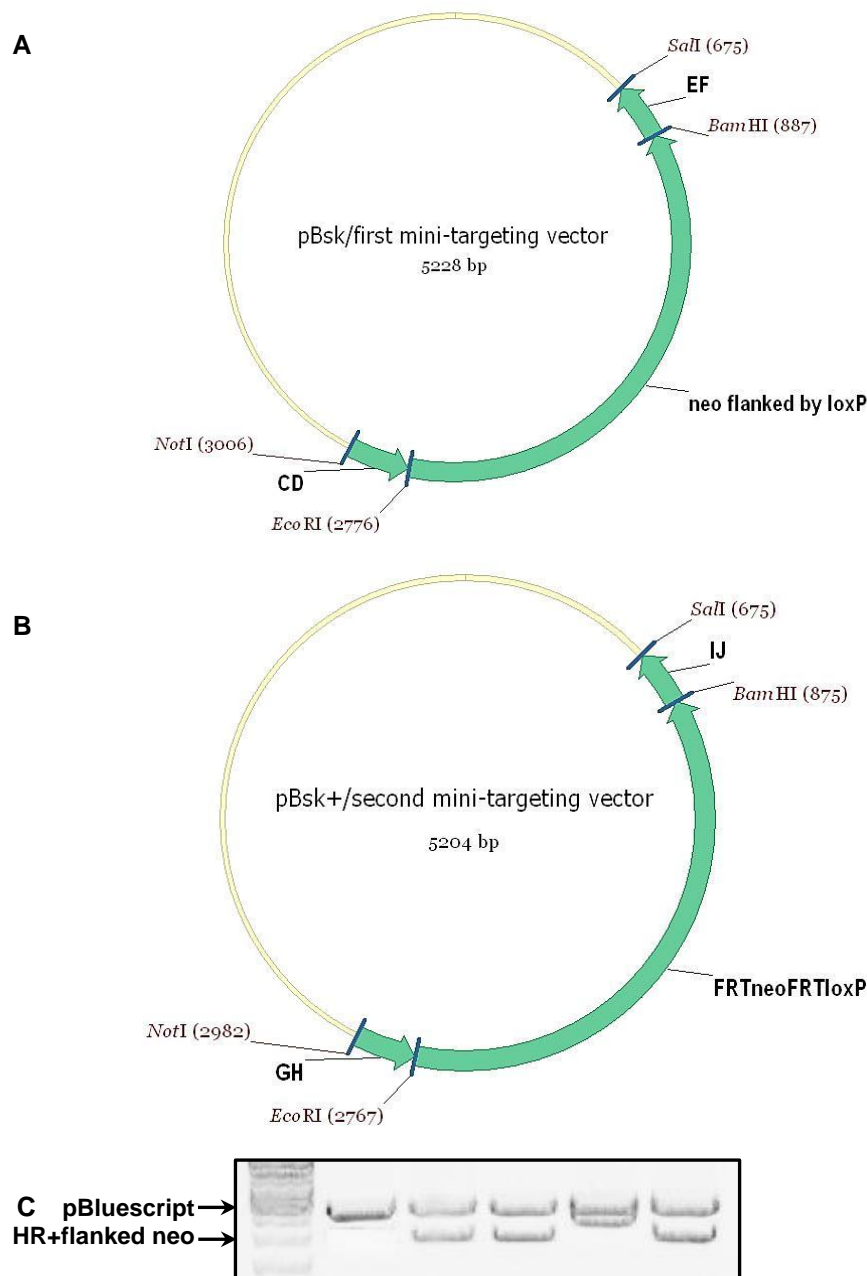 A
SalI (675)
EF
BamHI (887)
pBsk/first mini-targeting vector
5228 bp
neo flanked by loxP
NotI (3006)
CD
EcoRI (2776)
B
SalI (675)
IJ
BamHI (875)
pBsk+/second mini-targeting vector
5204 bp
FRTneoFRTloxP
NotI (2982)
GH
EcoRI (2767)
C pBluescript
HR+flanked neo